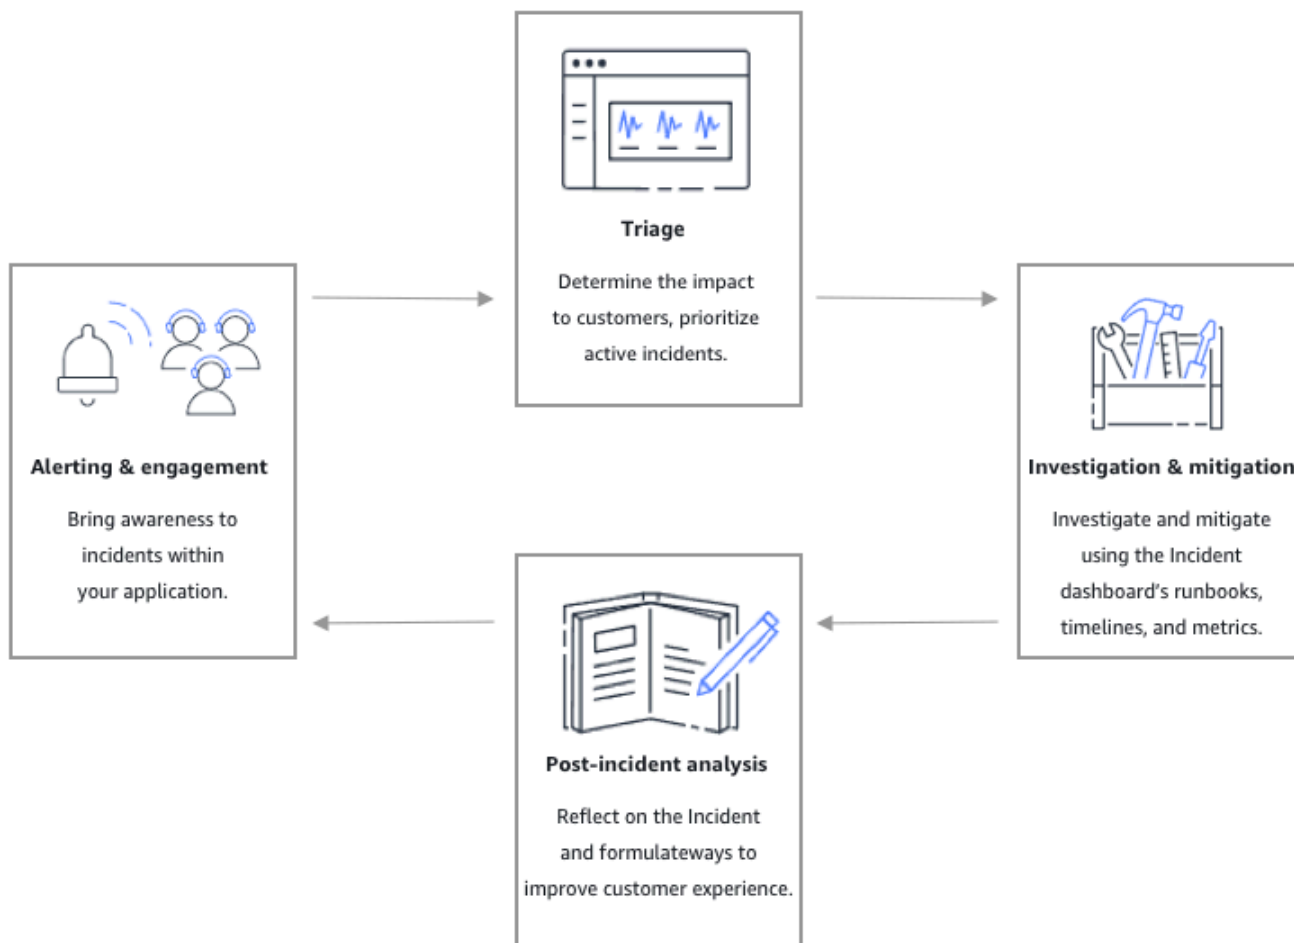 Triage
Determine the impact
to customers, prioritize
active incidents.
Alerting & engagement
Bring awareness to
incidents within
your application.
Investigation & mitigation
Investigate and mitigate
using the Incident
dashboard's runbooks,
timelines, and metrics.
Post-incident analysis
Reflect on the Incident
and formulateways to
improve customer experience.